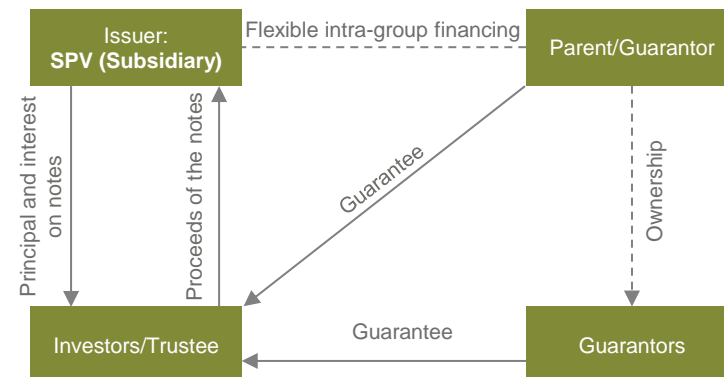 Issuer:
SPV (Subsidiary)
Flexible intra-group financing
Parent/Guarantor
Principal and interest
on notes
Proceeds of the notes
Guarantee
Ownership
Investors/Trustee
Guarantee
Guarantors